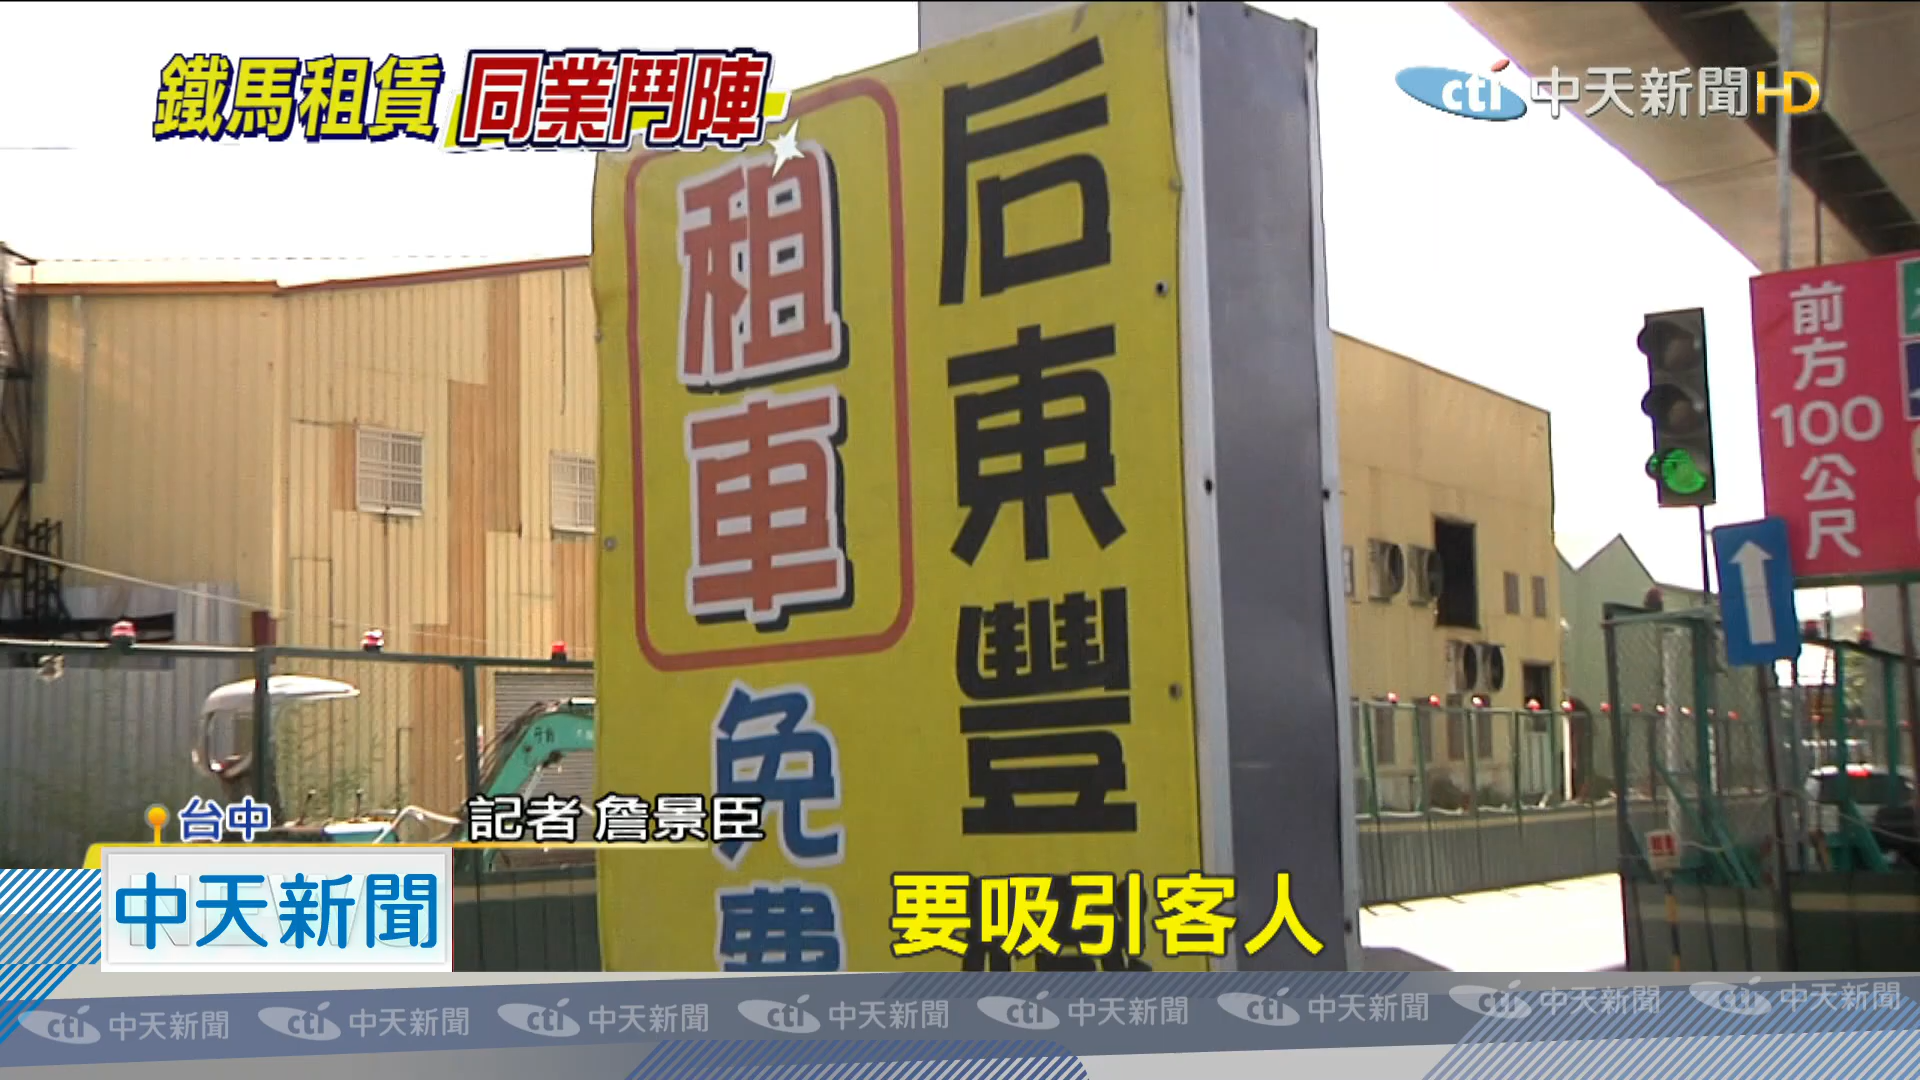 鐵馬租賃 同業鬥陣
cti 中天新聞HD
后東豐
租車
免費
前方100公尺
台中
記者 詹景臣
中天新聞
要吸引客人
cti 中天新聞 cti 中天新聞 cti 中天新聞 cti 中天新聞 cti 中天新聞 cti 中天新聞 cti 中天新聞 cti 中天新聞